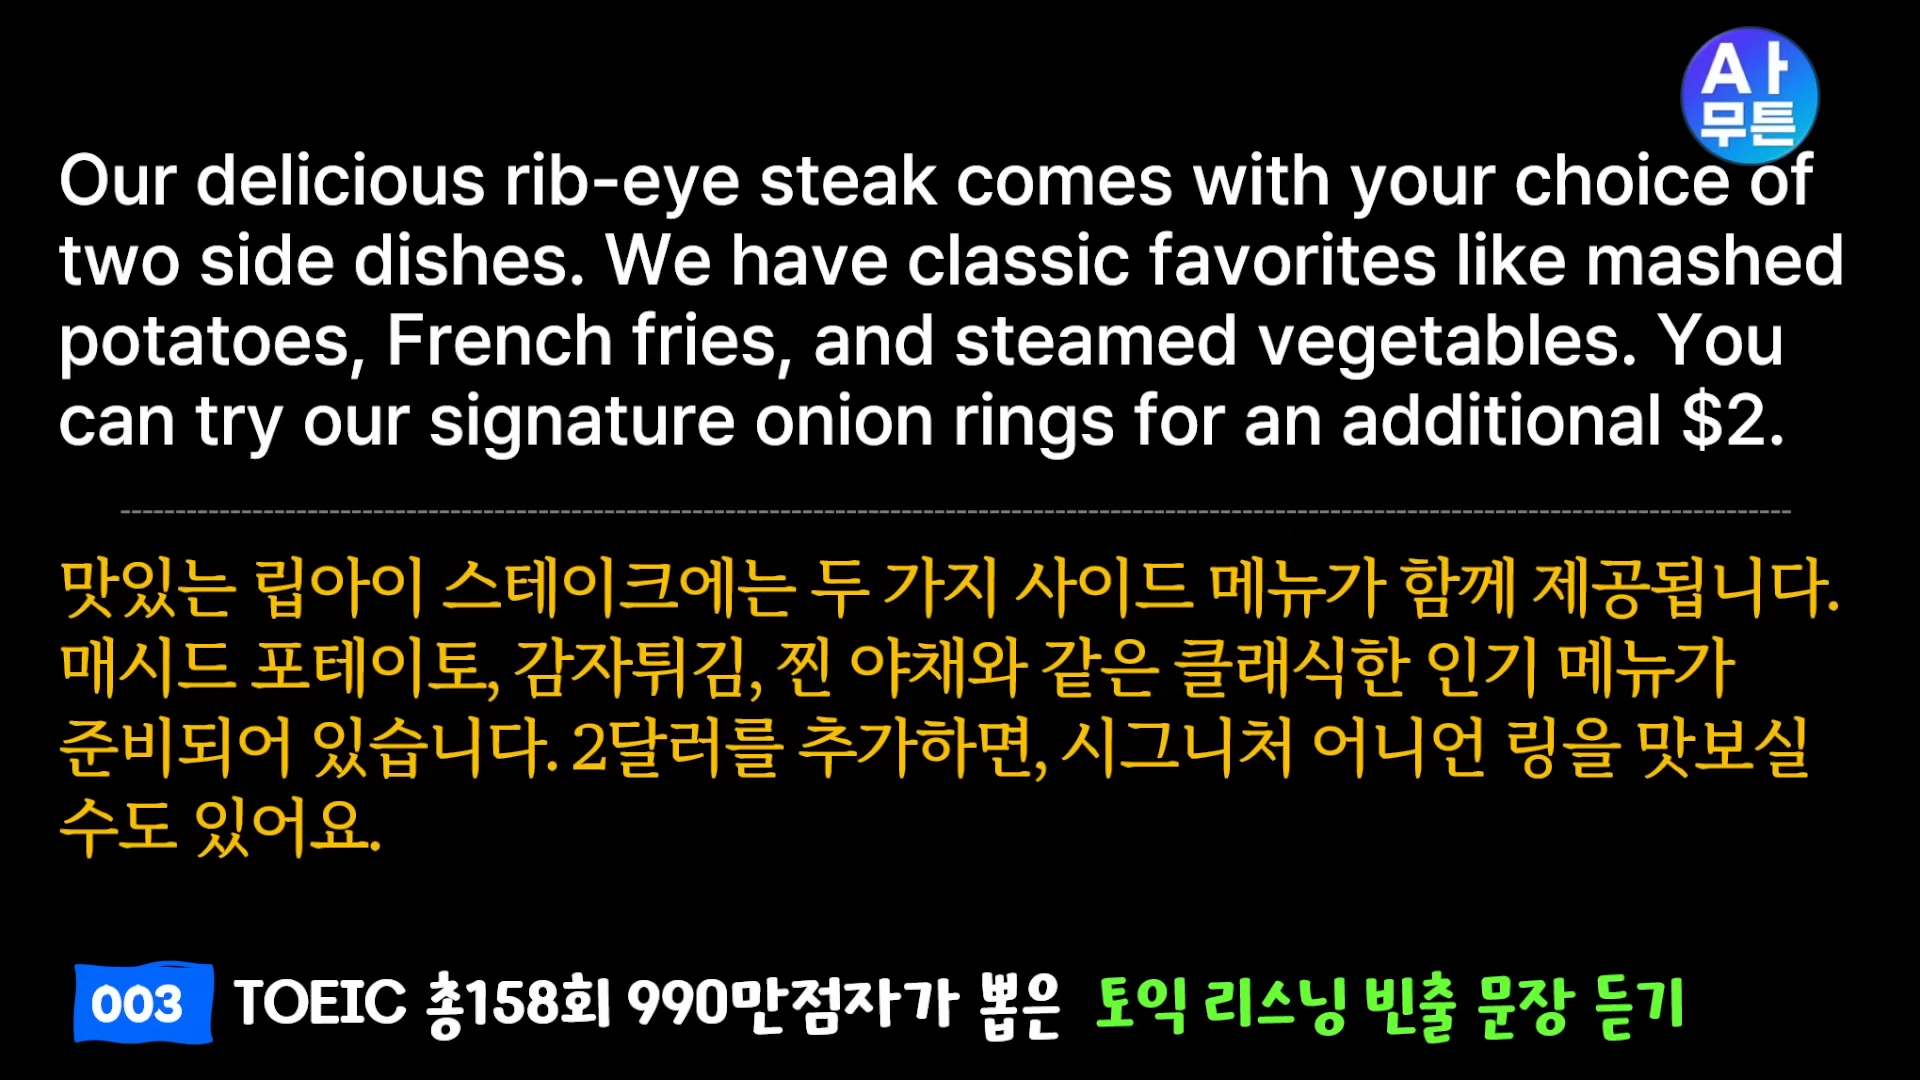 A사
무튼
Our delicious rib-eye steak comes with your choice of
two side dishes. We have classic favorites like mashed
potatoes, French fries, and steamed vegetables. You
can try our signature onion rings for an additional $2.
맛있는 립아이 스테이크에는 두 가지 사이드 메뉴가 함께 제공됩니다.
매시드 포테이토, 감자튀김, 찐 야채와 같은 클래식한 인기 메뉴가
준비되어 있습니다. 2달러를 추가하면, 시그니처 어니언 링을 맛보실
수도 있어요.
003 TOEIC 총158회 990만점자가 뽑은 토익 리스닝 빈출 문장 듣기